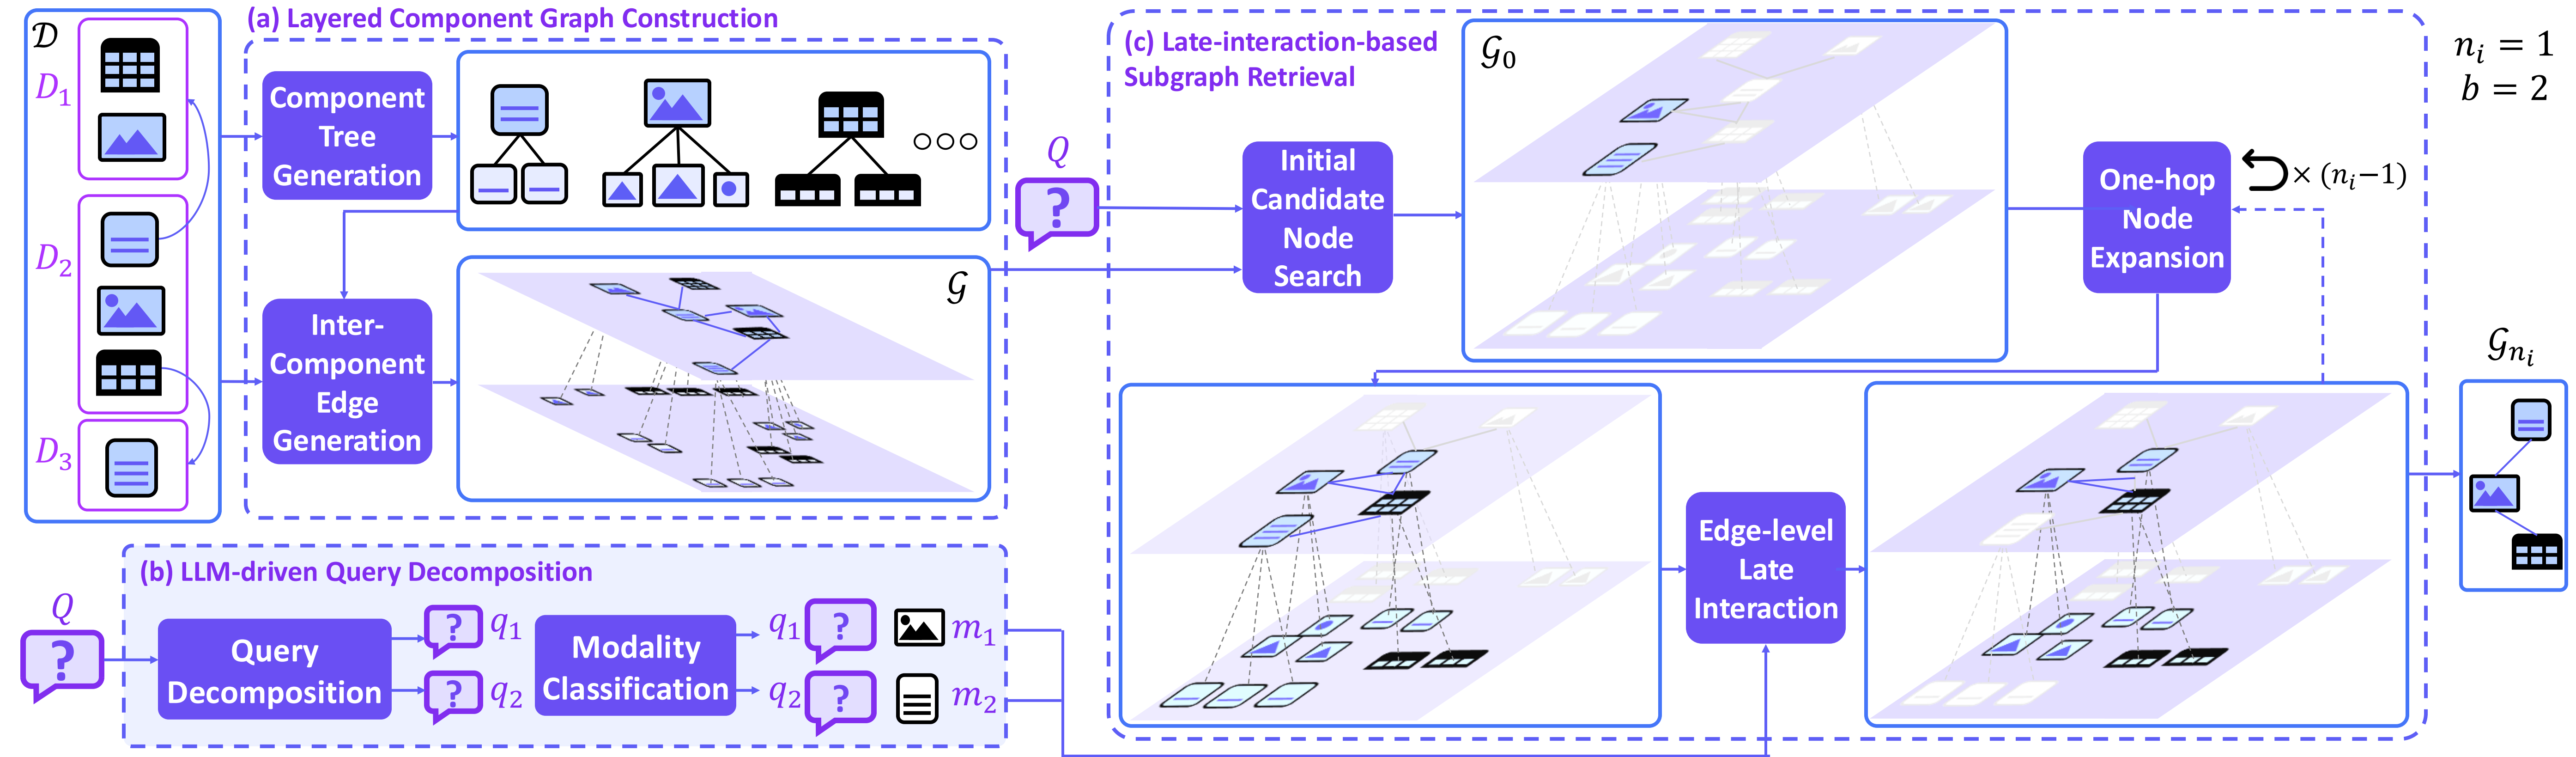 (a) Layered Component Graph Construction
𝒟
D₁
D₂
D₃
Component
Tree
Generation
○○○
Inter-
Component
Edge
Generation
𝒢
(b) LLM-driven Query Decomposition
Q
?
Query
Decomposition
? q₁
? q₂
Modality
Classification
q₁ ? m₁
q₂ ? m₂
(c) Late-interaction-based
Subgraph Retrieval
Q
?
Initial
Candidate
Node
Search
𝒢₀
One-hop
Node
Expansion
× (nᵢ−1)
nᵢ = 1
b = 2
Edge-level
Late
Interaction
𝒢ₙᵢ